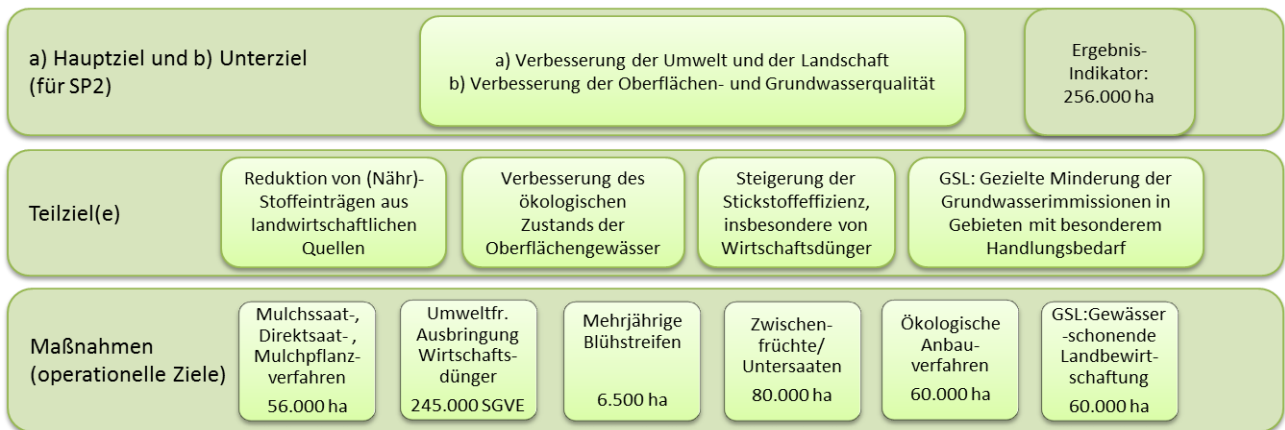 a) Hauptziel und b) Unterziel
(für SP2)
a) Verbesserung der Umwelt und der Landschaft
b) Verbesserung der Oberflächen- und Grundwasserqualität
Ergebnis-
Indikator:
256.000 ha
Teilziel(e)
Reduktion von (Nähr)-
Stoffeinträgen aus
landwirtschaftlichen
Quellen
Verbesserung des
ökologischen
Zustands der
Oberflächengewässer
Steigerung der
Stickstoffeffizienz,
insbesondere von
Wirtschaftsdünger
GSL: Gezielte Minderung der
Grundwasserimmissionen in
Gebieten mit besonderem
Handlungsbedarf
Maßnahmen
(operationelle Ziele)
Mulchssaat-,
Direktsaat- ,
Mulchpflanz-
verfahren
56.000 ha
Umweltfr.
Ausbringung
Wirtschafts-
dünger
245.000 SGVE
Mehrjährige
Blühstreifen
6.500 ha
Zwischen-
früchte/
Untersaaten
80.000 ha
Ökologische
Anbau-
verfahren
60.000 ha
GSL:Gewässer
-schonende
Landbewirt-
schaftung
60.000 ha